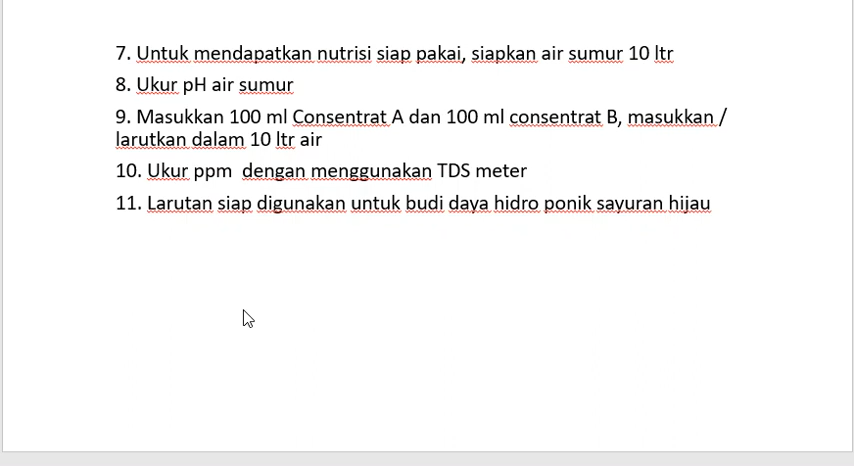 7. Untuk mendapatkan nutrisi siap pakai, siapkan air sumur 10 ltr
8. Ukur pH air sumur
9. Masukkan 100 ml Consentrat A dan 100 ml consentrat B, masukkan /
larutkan dalam 10 ltr air
10. Ukur ppm  dengan menggunakan TDS meter
11. Larutan siap digunakan untuk budi daya hidro ponik sayuran hijau